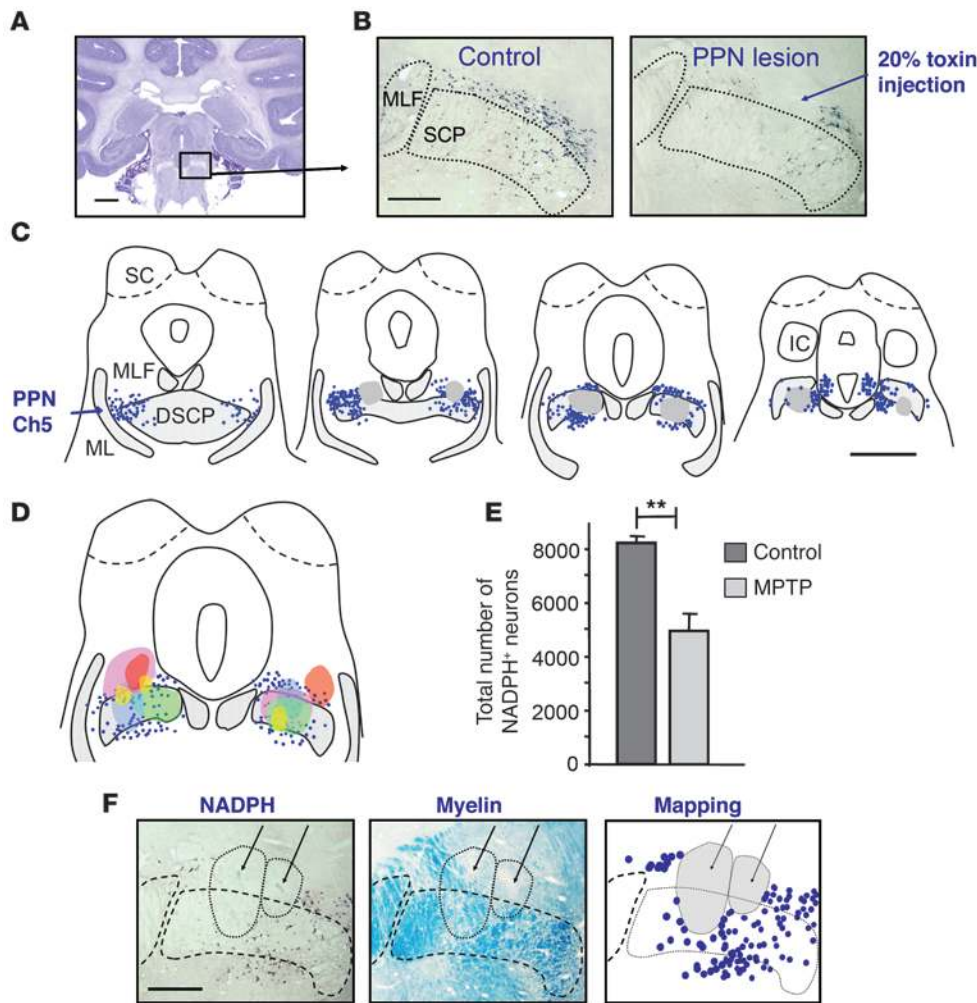 A
B
Control
MLF
SCP
PPN lesion
20% toxin
injection
C
SC
MLF
PPN
Ch5
DSCP
ML
IC
D
E
**
Total number of
NADPH⁺ neurons
8000
6000
4000
2000
0
Control
MPTP
F
NADPH
Myelin
Mapping